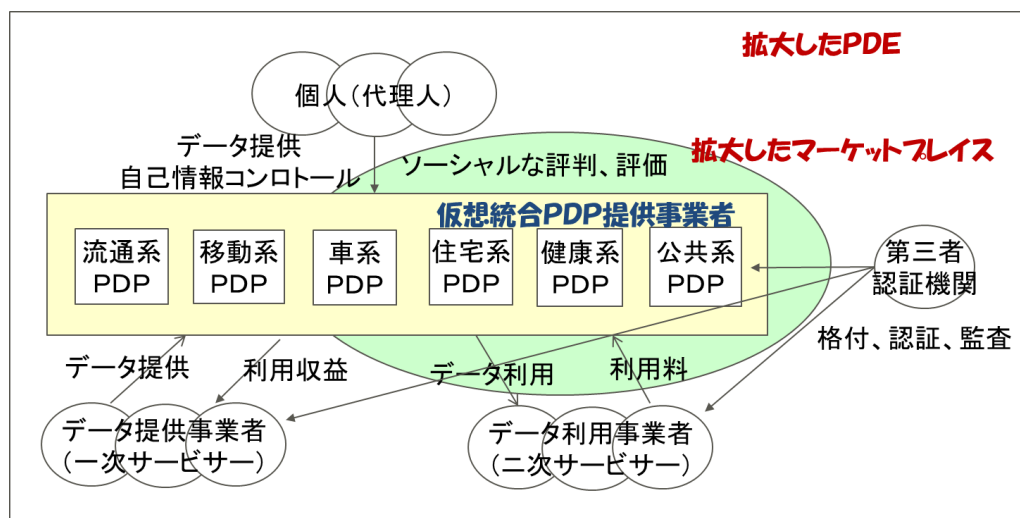 拡大したPDE
個人(代理人)
データ提供
自己情報コンロトール
ソーシャルな評判、評価
拡大したマーケットプレイス
仮想統合PDP提供事業者
流通系
PDP
移動系
PDP
車系
PDP
住宅系
PDP
健康系
PDP
公共系
PDP
第三者
認証機関
格付、認証、監査
データ提供
利用収益
データ利用
利用料
データ提供事業者
(一次サービサー)
データ利用事業者
(二次サービサー)